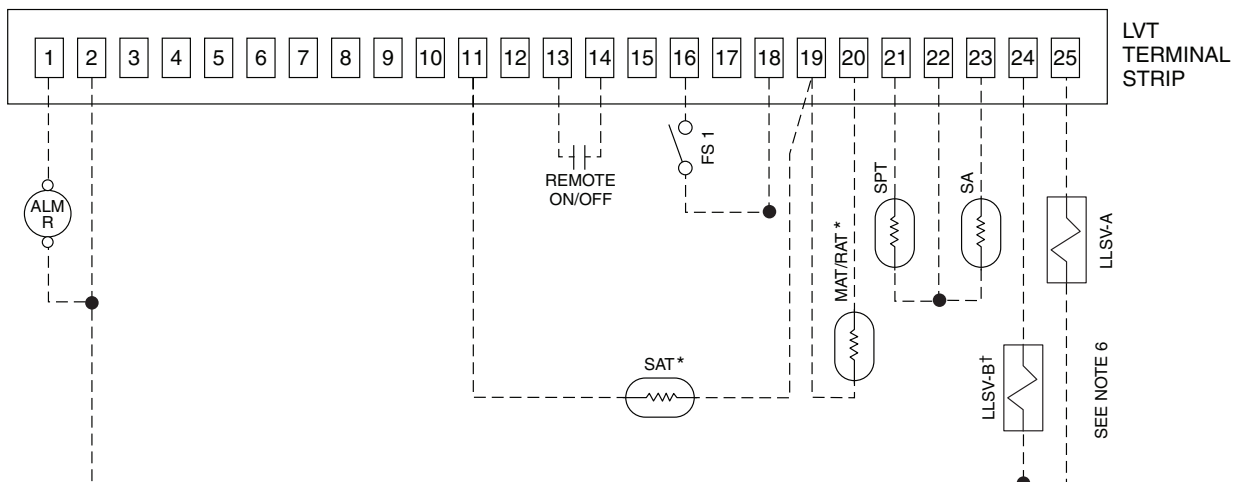 LVT
TERMINAL
STRIP
1 2 3 4 5 6 7 8 9 10 11 12 13 14 15 16 17 18 19 20 21 22 23 24 25
ALM
R
REMOTE
ON/OFF
FS 1
SAT*
MAT/RAT *
SPT
SA
LLSV-B†
LLSV-A
SEE NOTE 6